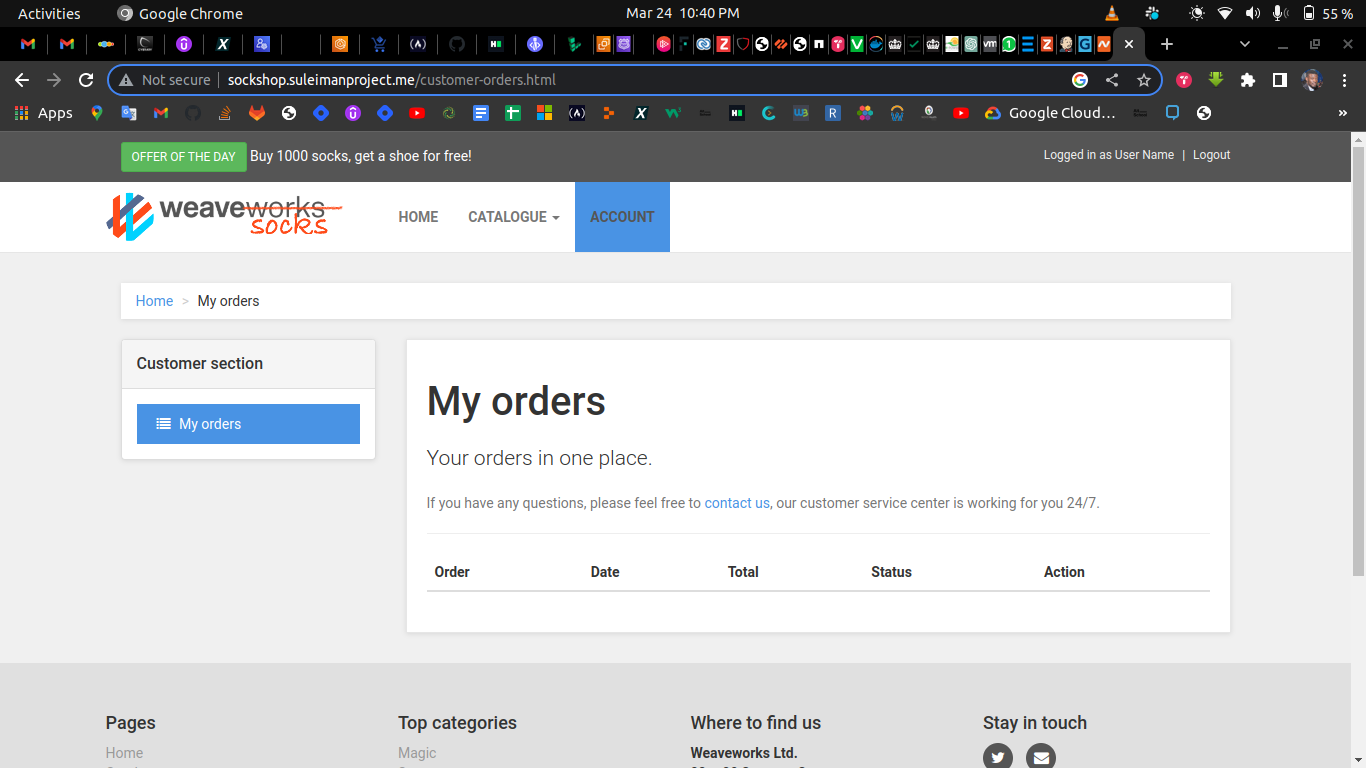 Activities Google Chrome Mar 24 10:40 PM 55 %
Not secure sockshop.suleimanproject.me/customer-orders.html
Apps Google Cloud… »
OFFER OF THE DAY Buy 1000 socks, get a shoe for free! Logged in as User Name | Logout
weaveworks
socks
HOME CATALOGUE ACCOUNT
Home > My orders
Customer section
My orders
My orders
Your orders in one place.
If you have any questions, please feel free to contact us, our customer service center is working for you 24/7.
Order Date Total Status Action
Pages Top categories Where to find us Stay in touch
Home Magic Weaveworks Ltd.